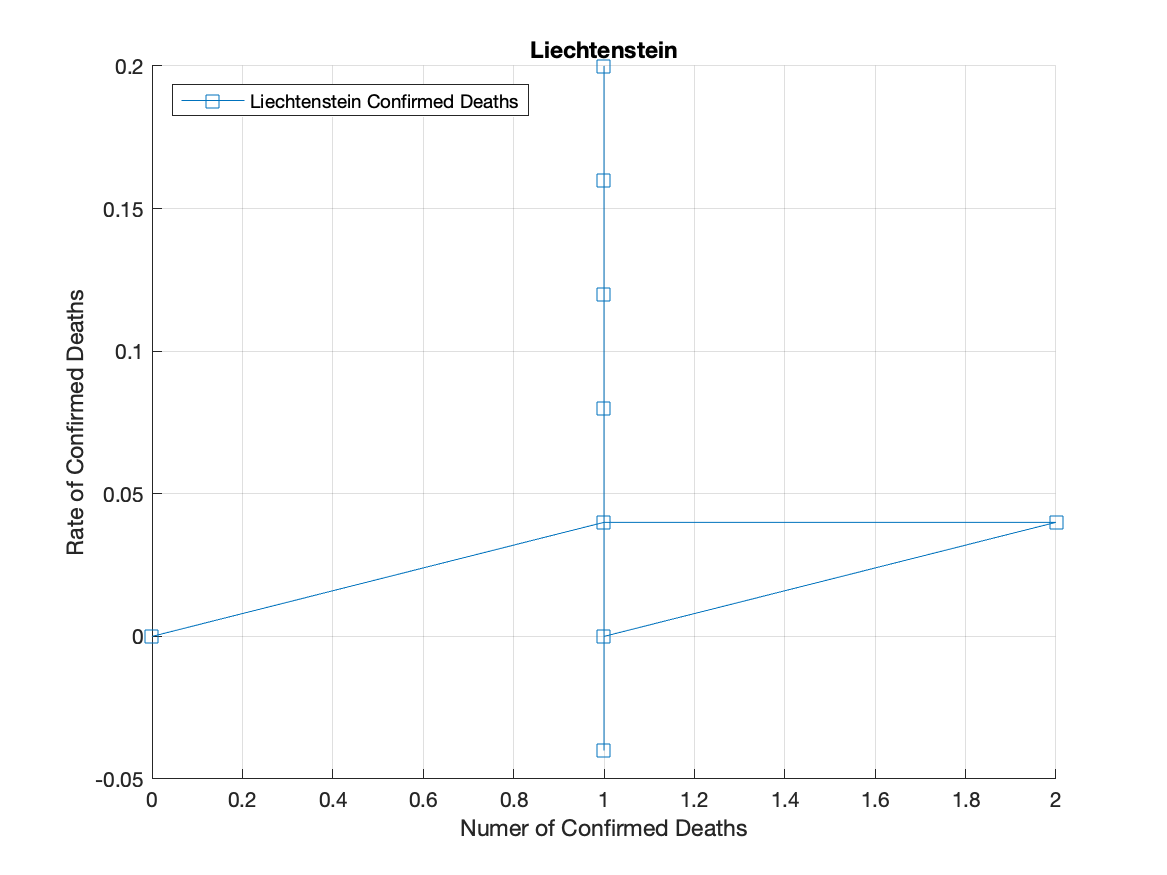 Liechtenstein
Liechtenstein Confirmed Deaths
0.2
0.15
0.1
0.05
0
-0.05
Rate of Confirmed Deaths
0 0.2 0.4 0.6 0.8 1 1.2 1.4 1.6 1.8 2
Numer of Confirmed Deaths